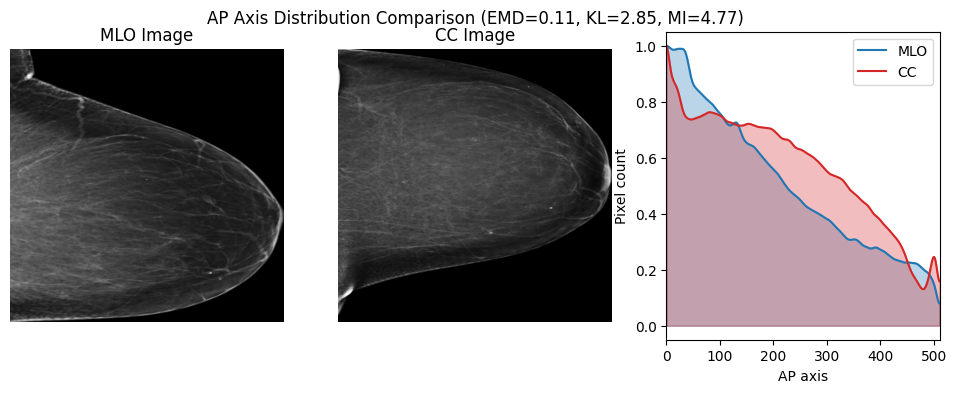 AP Axis Distribution Comparison (EMD=0.11, KL=2.85, MI=4.77)
MLO Image
CC Image
MLO
CC
1.0
0.8
0.6
0.4
0.2
0.0
Pixel count
0 100 200 300 400 500
AP axis